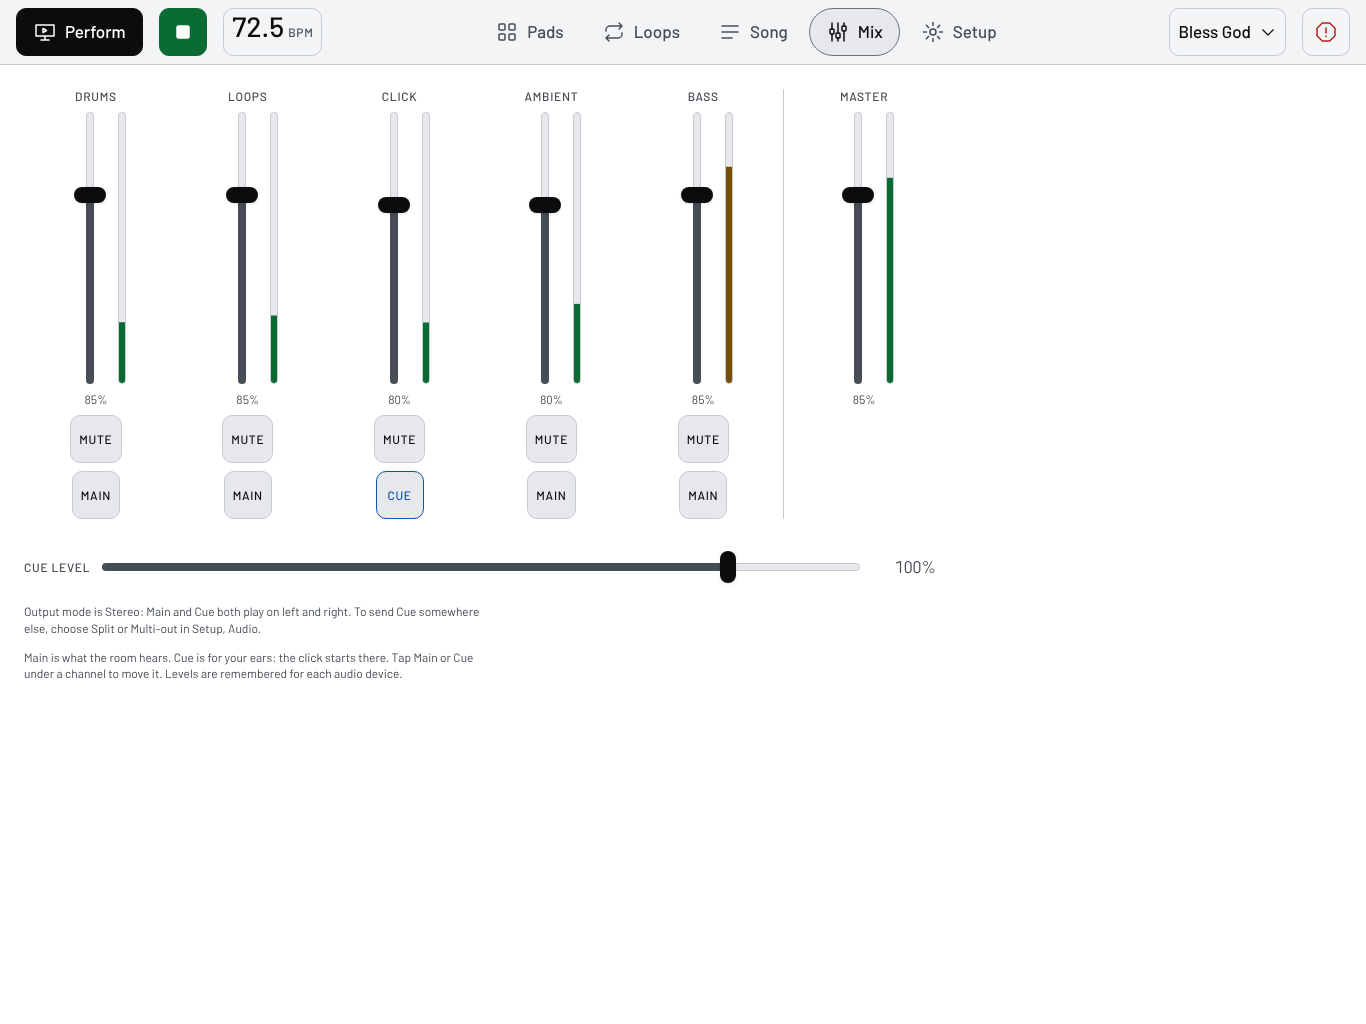 Perform
72.5 BPM
Pads
Loops
Song
Mix
Setup
Bless God
DRUMS
LOOPS
CLICK
AMBIENT
BASS
MASTER
85%
85%
80%
80%
85%
85%
MUTE
MUTE
MUTE
MUTE
MUTE
MAIN
MAIN
CUE
MAIN
MAIN
CUE LEVEL
100%
Output mode is Stereo: Main and Cue both play on left and right. To send Cue somewhere
else, choose Split or Multi-out in Setup, Audio.
Main is what the room hears. Cue is for your ears: the click starts there. Tap Main or Cue
under a channel to move it. Levels are remembered for each audio device.